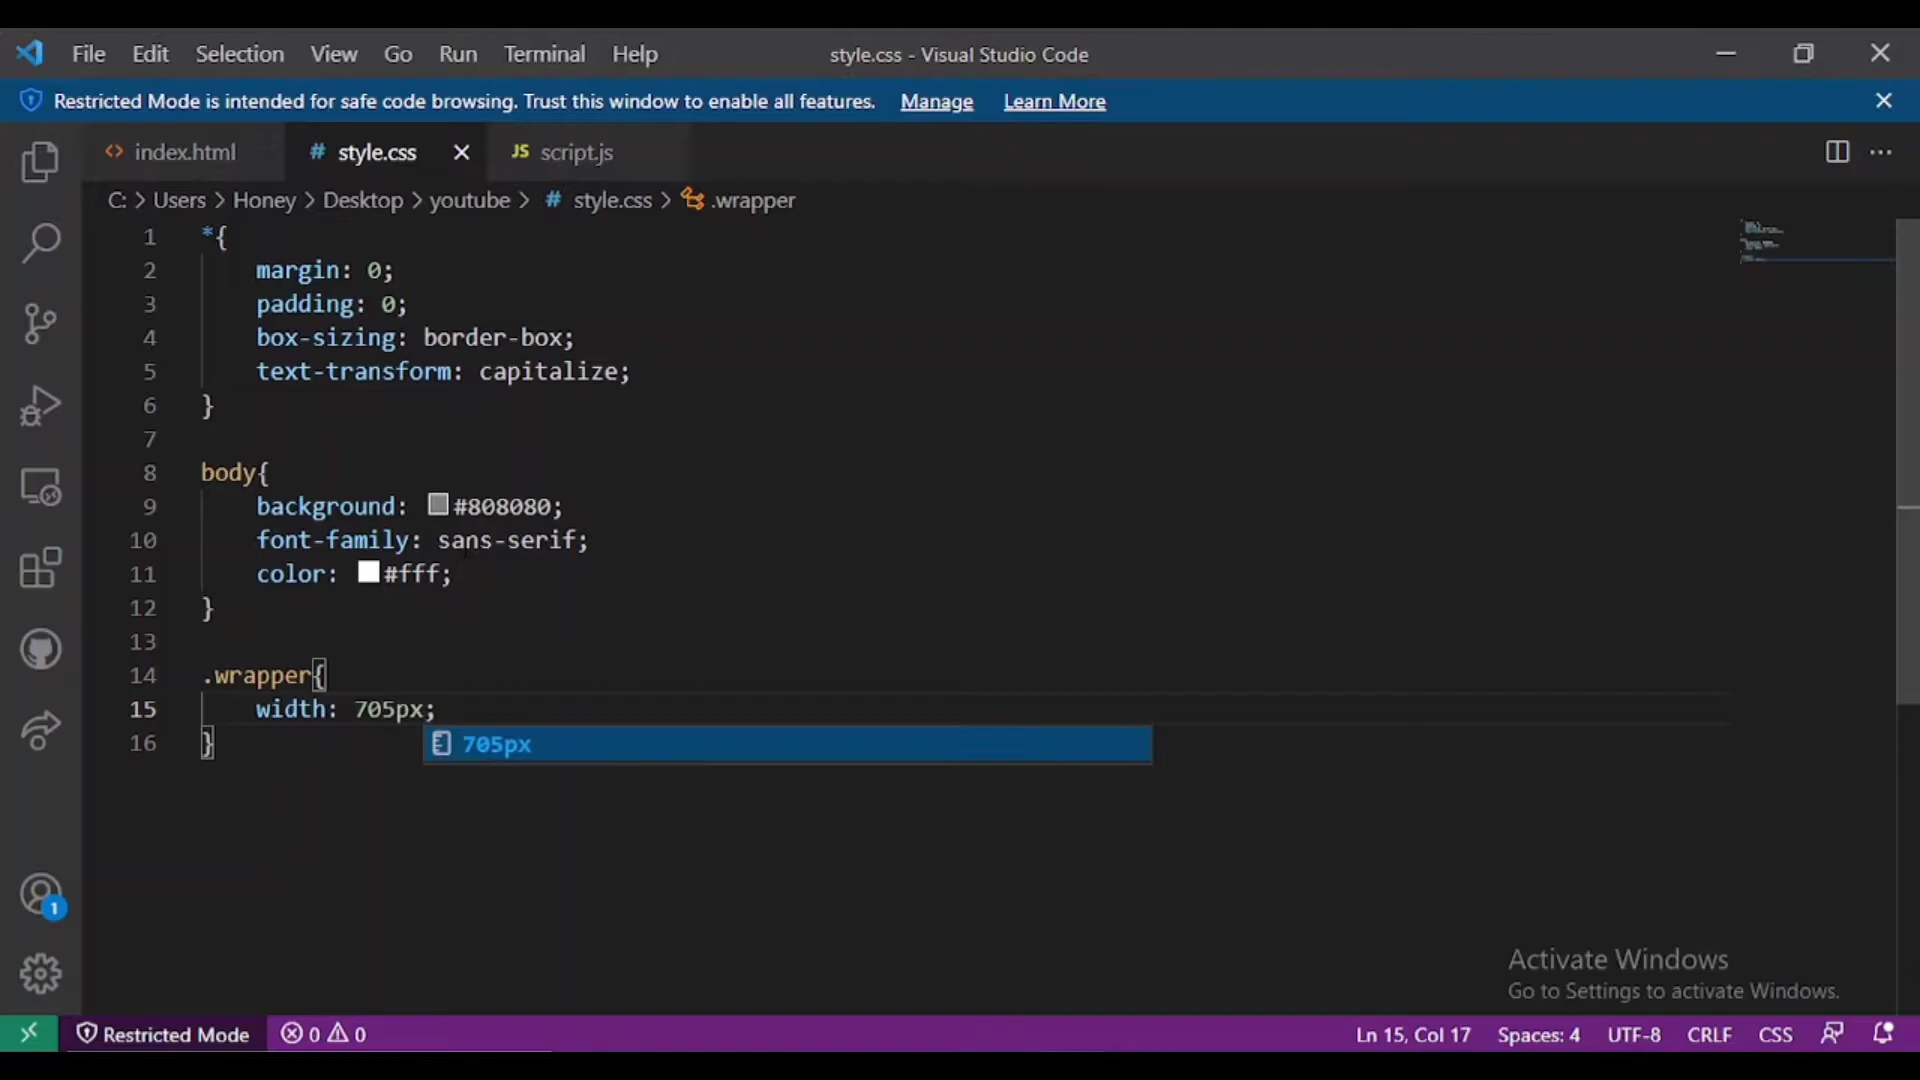 File Edit Selection View Go Run Terminal Help style.css - Visual Studio Code
Restricted Mode is intended for safe code browsing. Trust this window to enable all features. Manage Learn More
<> index.html # style.css JS script.js
C: > Users > Honey > Desktop > youtube > # style.css > .wrapper
1 *{
2 margin: 0;
3 padding: 0;
4 box-sizing: border-box;
5 text-transform: capitalize;
6 }
7
8 body{
9 background: #808080;
10 font-family: sans-serif;
11 color: #fff;
12 }
13
14 .wrapper{
15 width: 705px;
705px
16 }
1
Activate Windows
Go to Settings to activate Windows.
Restricted Mode 0 0 Ln 15, Col 17 Spaces: 4 UTF-8 CRLF CSS